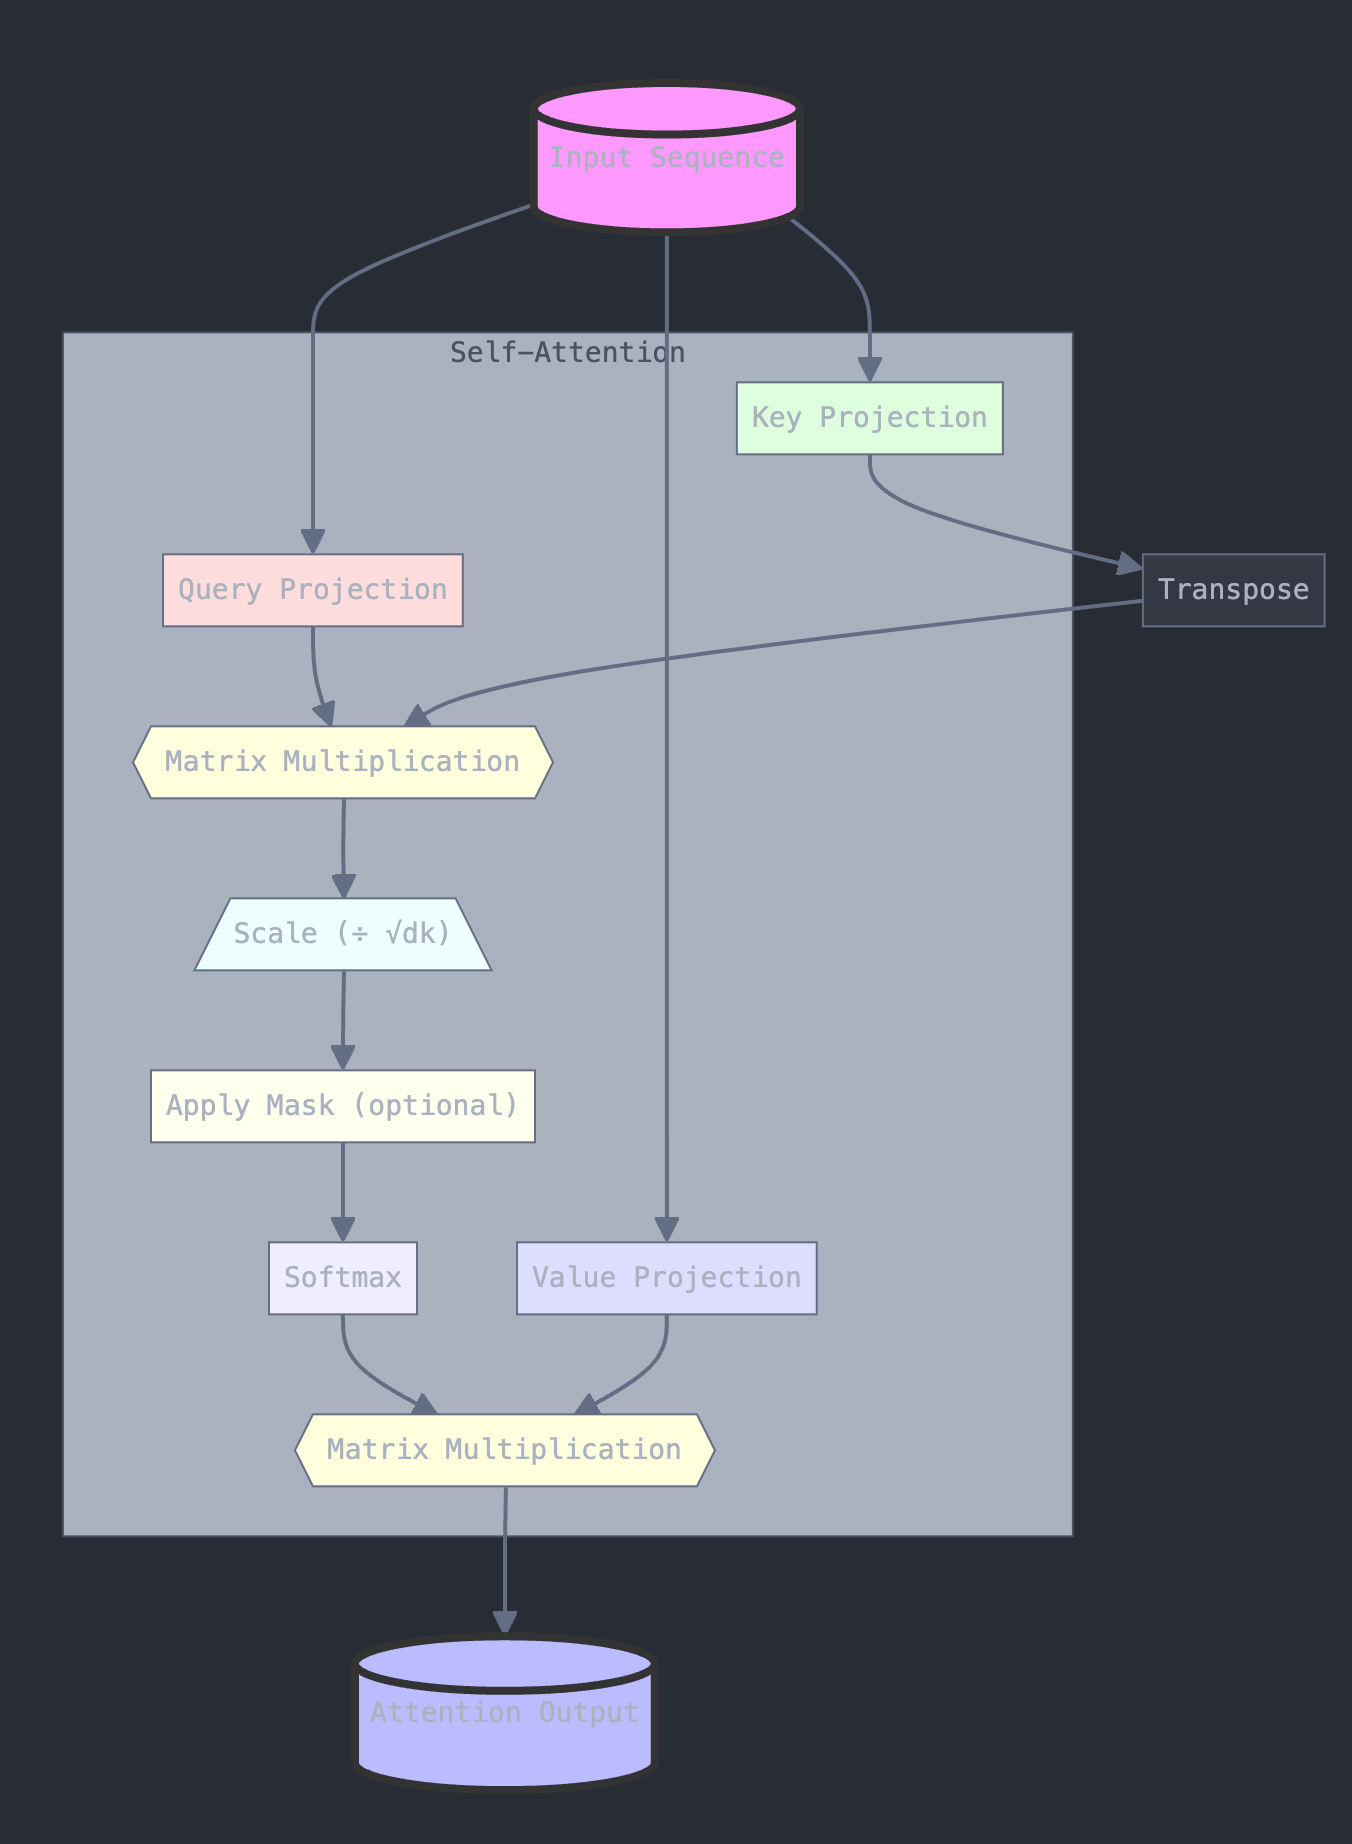 Input Sequence
Self-Attention
Key Projection
Query Projection
Transpose
Matrix Multiplication
Scale (÷ √dk)
Apply Mask (optional)
Softmax
Value Projection
Matrix Multiplication
Attention Output